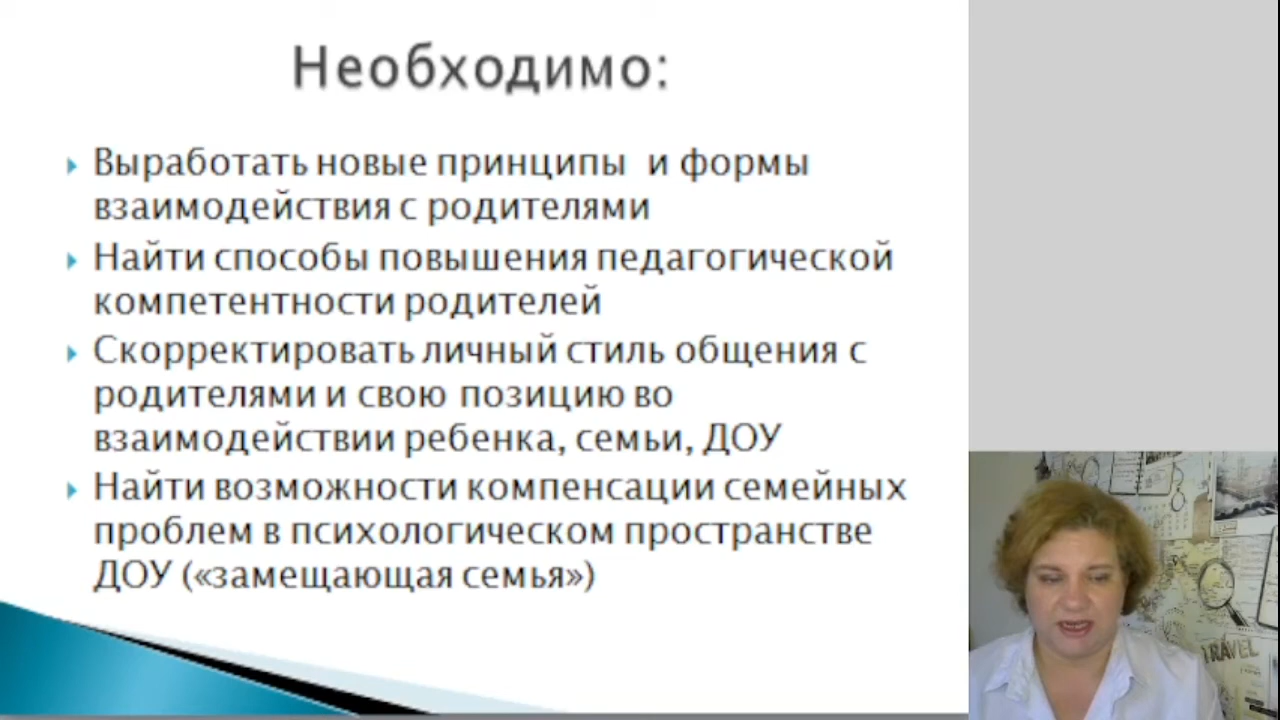 Необходимо:
Выработать новые принципы и формы
взаимодействия с родителями
Найти способы повышения педагогической
компетентности родителей
Скорректировать личный стиль общения с
родителями и свою позицию во
взаимодействии ребенка, семьи, ДОУ
Найти возможности компенсации семейных
проблем в психологическом пространстве
ДОУ («замещающая семья»)
TRAVEL